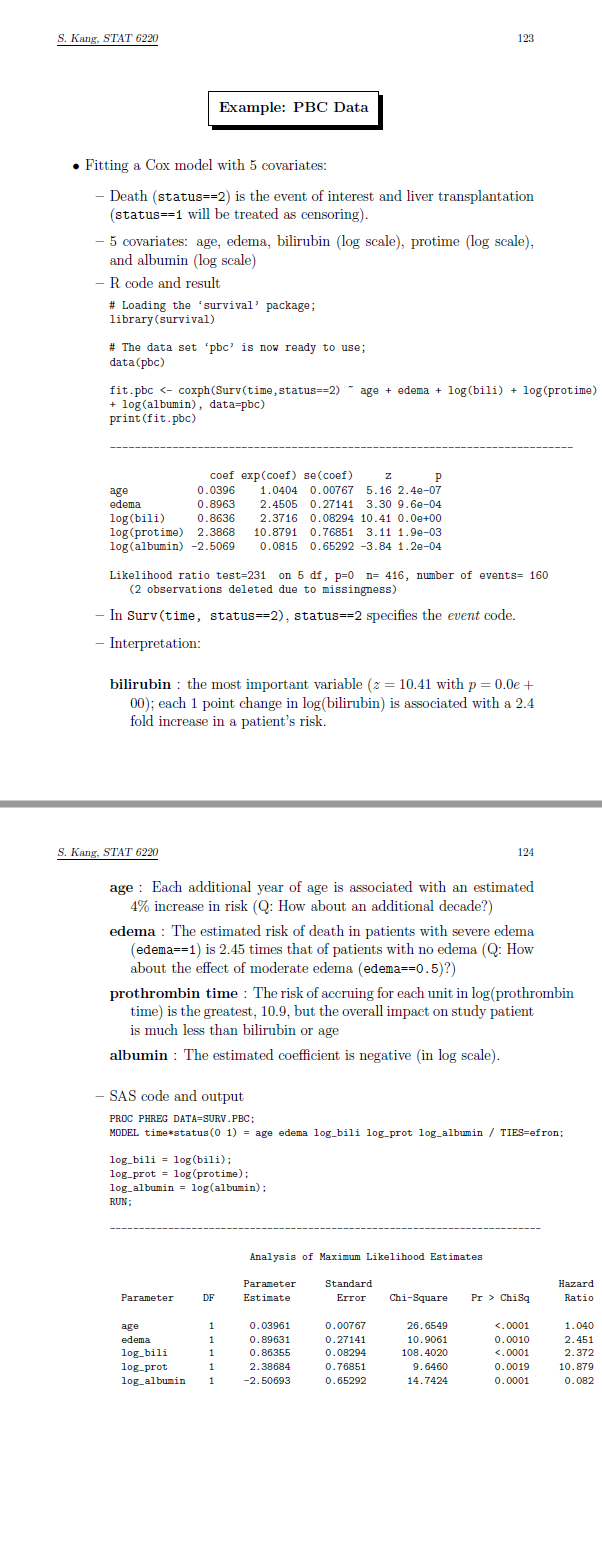 S. Kang, STAT 6220 123
Example: PBC Data
• Fitting a Cox model with 5 covariates:
– Death (status==2) is the event of interest and liver transplantation
(status==1 will be treated as censoring).
– 5 covariates: age, edema, bilirubin (log scale), protime (log scale),
and albumin (log scale)
– R code and result
# Loading the ‘survival’ package;
library(survival)
# The data set ‘pbc’ is now ready to use;
data(pbc)
fit.pbc <- coxph(Surv(time,status==2) ~ age + edema + log(bili) + log(protime)
+ log(albumin), data=pbc)
print(fit.pbc)
--------------------------------------------------------------------------
coef exp(coef) se(coef) z p
age 0.0396 1.0404 0.00767 5.16 2.4e-07
edema 0.8963 2.4505 0.27141 3.30 9.6e-04
log(bili) 0.8636 2.3716 0.08294 10.41 0.0e+00
log(protime) 2.3868 10.8791 0.76851 3.11 1.9e-03
log(albumin) -2.5069 0.0815 0.65292 -3.84 1.2e-04
Likelihood ratio test=231 on 5 df, p=0 n= 416, number of events= 160
(2 observations deleted due to missingness)
– In Surv(time, status==2), status==2 specifies the event code.
– Interpretation:
bilirubin : the most important variable (z = 10.41 with p = 0.0e +
00); each 1 point change in log(bilirubin) is associated with a 2.4
fold increase in a patient's risk.
S. Kang, STAT 6220 124
age : Each additional year of age is associated with an estimated
4% increase in risk (Q: How about an additional decade?)
edema : The estimated risk of death in patients with severe edema
(edema==1) is 2.45 times that of patients with no edema (Q: How
about the effect of moderate edema (edema==0.5)?)
prothrombin time : The risk of accruing for each unit in log(prothrombin
time) is the greatest, 10.9, but the overall impact on study patient
is much less than bilirubin or age
albumin : The estimated coefficient is negative (in log scale).
– SAS code and output
PROC PHREG DATA=SURV.PBC;
MODEL time*status(0 1) = age edema log_bili log_prot log_albumin / TIES=efron;
log_bili = log(bili);
log_prot = log(protime);
log_albumin = log(albumin);
RUN;
--------------------------------------------------------------------------
Analysis of Maximum Likelihood Estimates
Parameter Standard Hazard
Parameter DF Estimate Error Chi-Square Pr > ChiSq Ratio
age 1 0.03961 0.00767 26.6549 <.0001 1.040
edema 1 0.89631 0.27141 10.9061 0.0010 2.451
log_bili 1 0.86355 0.08294 108.4020 <.0001 2.372
log_prot 1 2.38684 0.76851 9.6460 0.0019 10.879
log_albumin 1 -2.50693 0.65292 14.7424 0.0001 0.082